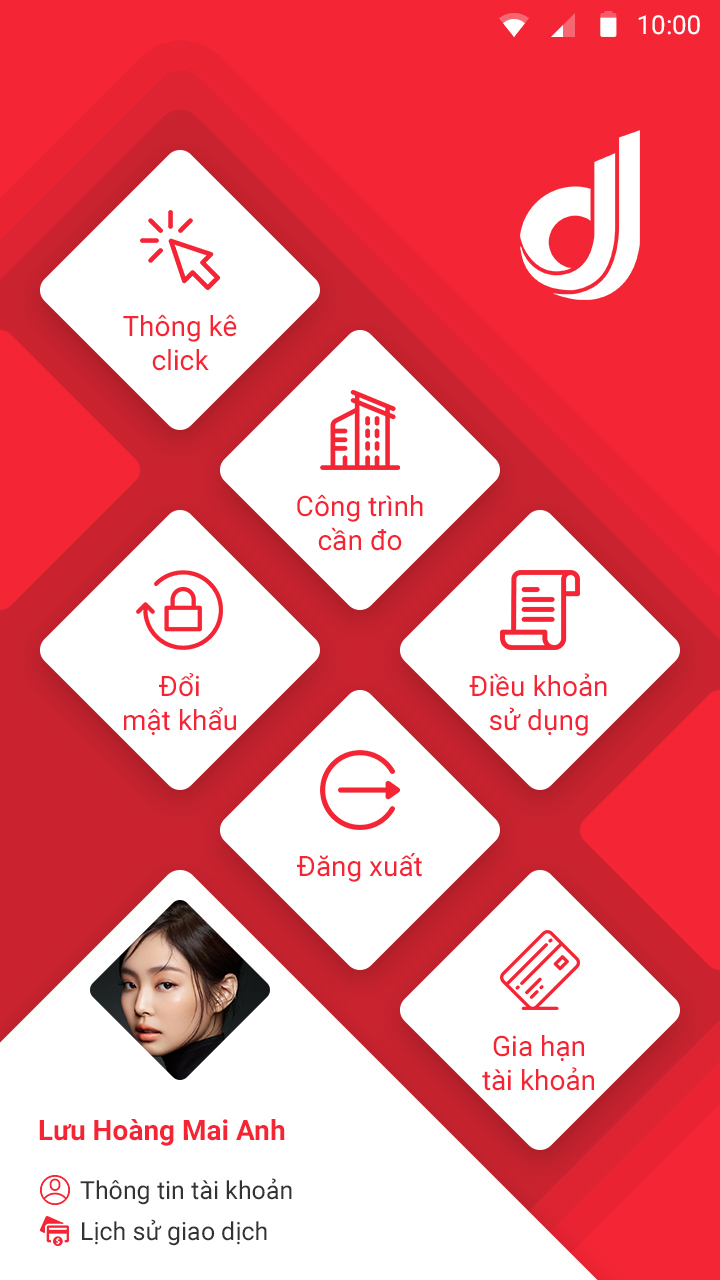 10:00
Thông kê
click
Công trình
cần đo
Đổi
mật khẩu
Điều khoản
sử dụng
Đăng xuất
Gia hạn
tài khoản
Lưu Hoàng Mai Anh
Thông tin tài khoản
Lịch sử giao dịch